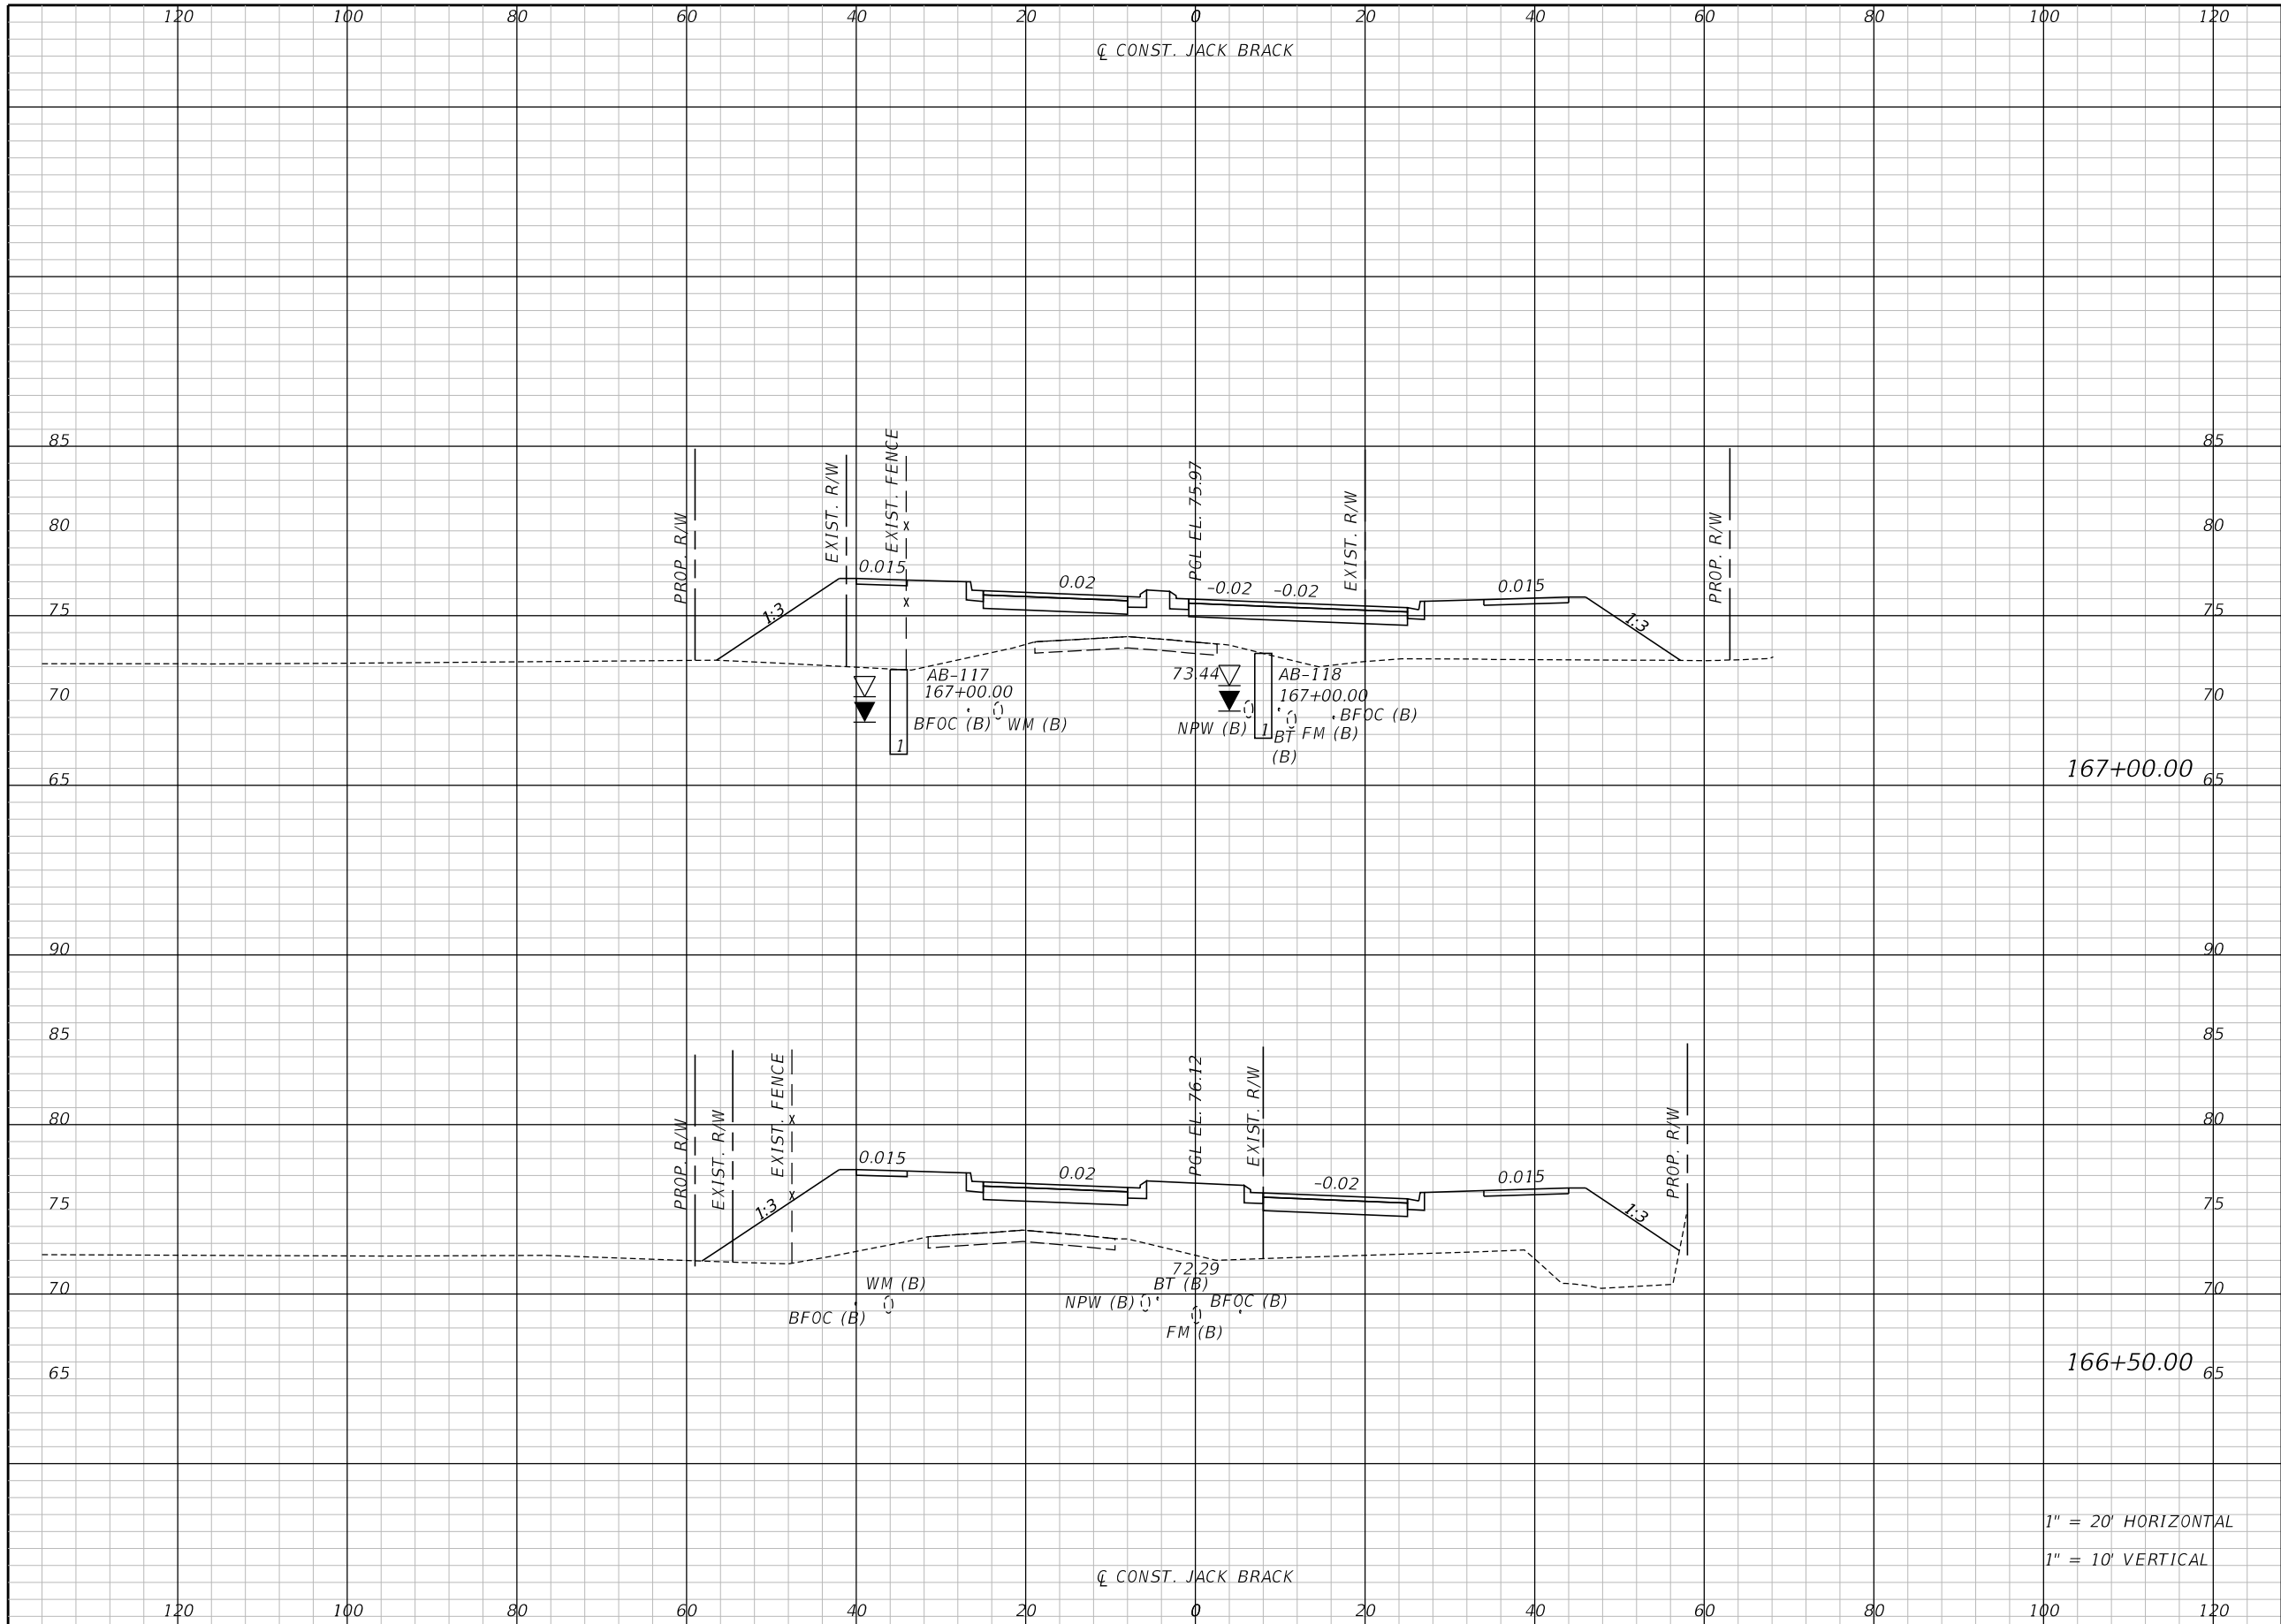 120 100 80 60 40 20 0 20 40 60 80 100 120
℄ CONST. JACK BRACK
85 85
EXIST. FENCE
EXIST. R/W
PGL EL. 75.97
EXIST. R/W
PROP. R/W
PROP. R/W
80 80
0.015 0.02 -0.02 -0.02 0.015
75 75
1:3 1:3
AB-117
167+00.00
73.44
AB-118
167+00.00
70 70
BFOC (B) WM (B)
NPW (B)
BFOC (B)
FM (B)
BT
(B)
1 1
167+00.00
65 65
90 90
85 85
EXIST. FENCE
PGL EL. 76.12
EXIST. R/W
PROP. R/W
EXIST. R/W
PROP. R/W
80 80
0.015 0.02 -0.02 0.015
75 75
1:3 1:3
72.29
WM (B)
BT (B)
70 70
NPW (B)
BFOC (B)
BFOC (B)
FM (B)
166+50.00
65 65
1" = 20' HORIZONTAL
1" = 10' VERTICAL
℄ CONST. JACK BRACK
120 100 80 60 40 20 0 20 40 60 80 100 120